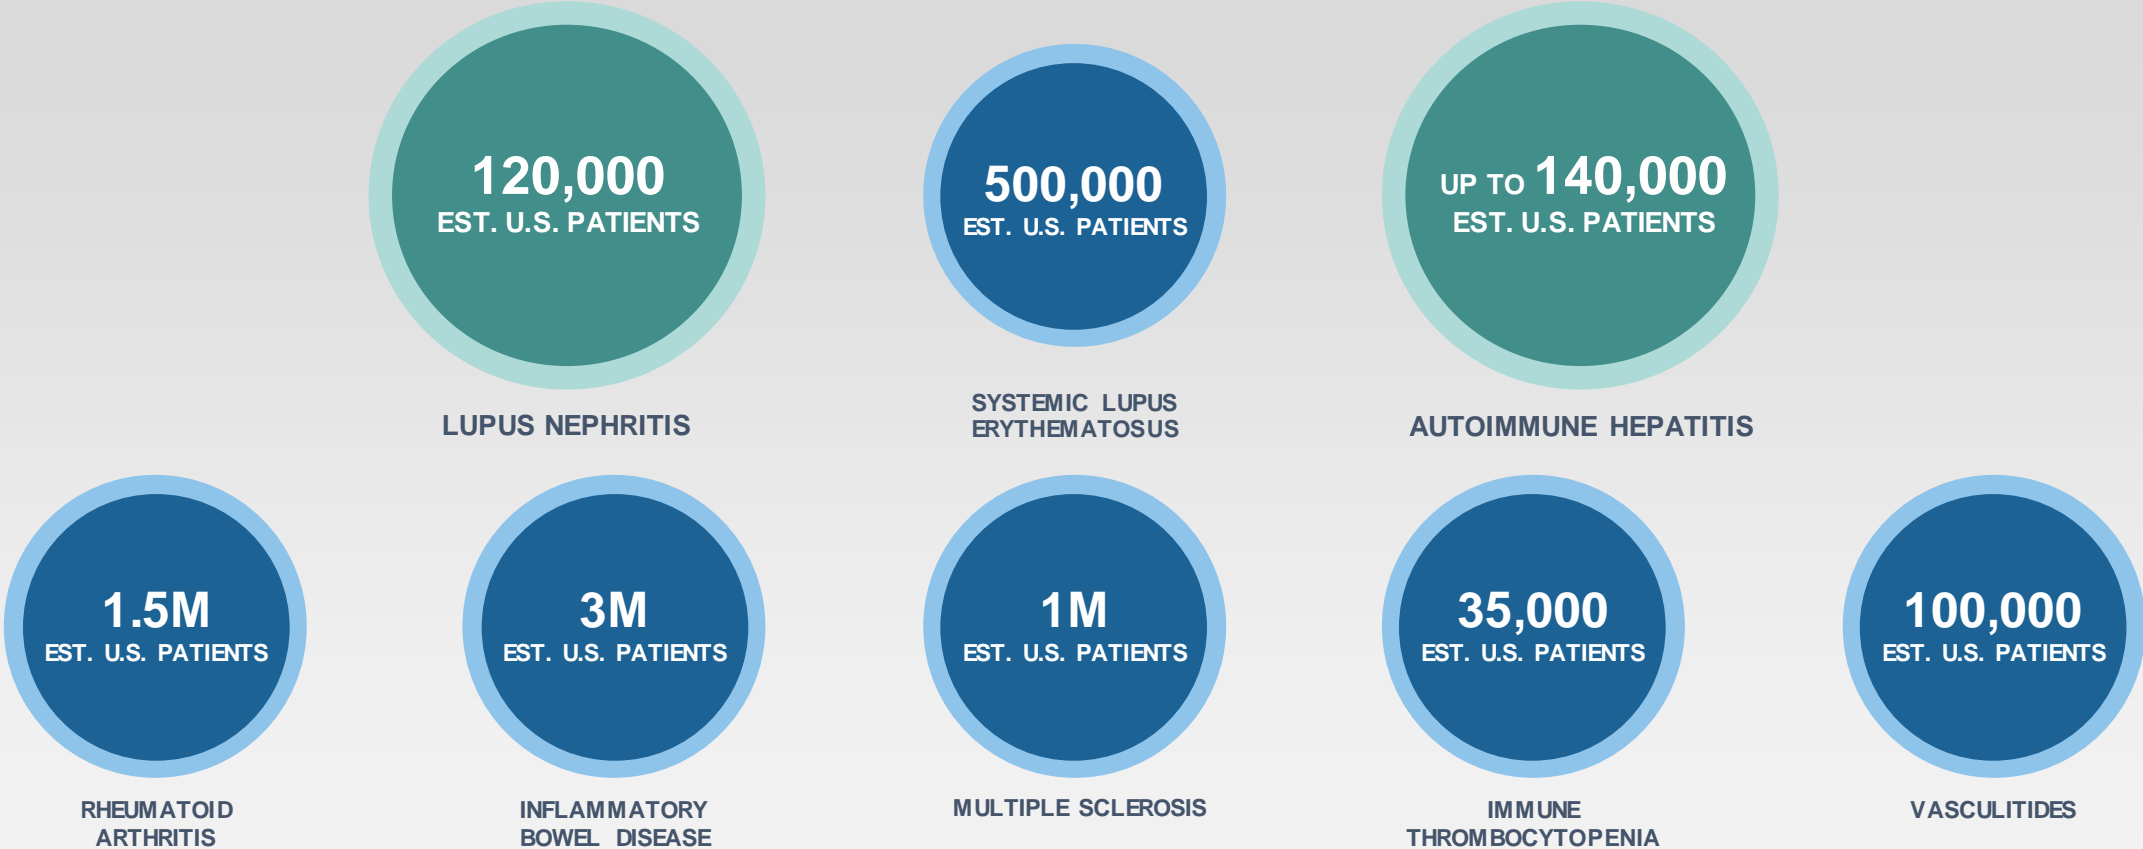 120,000
EST. U.S. PATIENTS
LUPUS NEPHRITIS
500,000
EST. U.S. PATIENTS
SYSTEMIC LUPUS
ERYTHEMATOSUS
UP TO 140,000
EST. U.S. PATIENTS
AUTOIMMUNE HEPATITIS
1.5M
EST. U.S. PATIENTS
RHEUMATOID
ARTHRITIS
3M
EST. U.S. PATIENTS
INFLAMMATORY
BOWEL DISEASE
1M
EST. U.S. PATIENTS
MULTIPLE SCLEROSIS
35,000
EST. U.S. PATIENTS
IMMUNE
THROMBOCYTOPENIA
100,000
EST. U.S. PATIENTS
VASCULITIDES